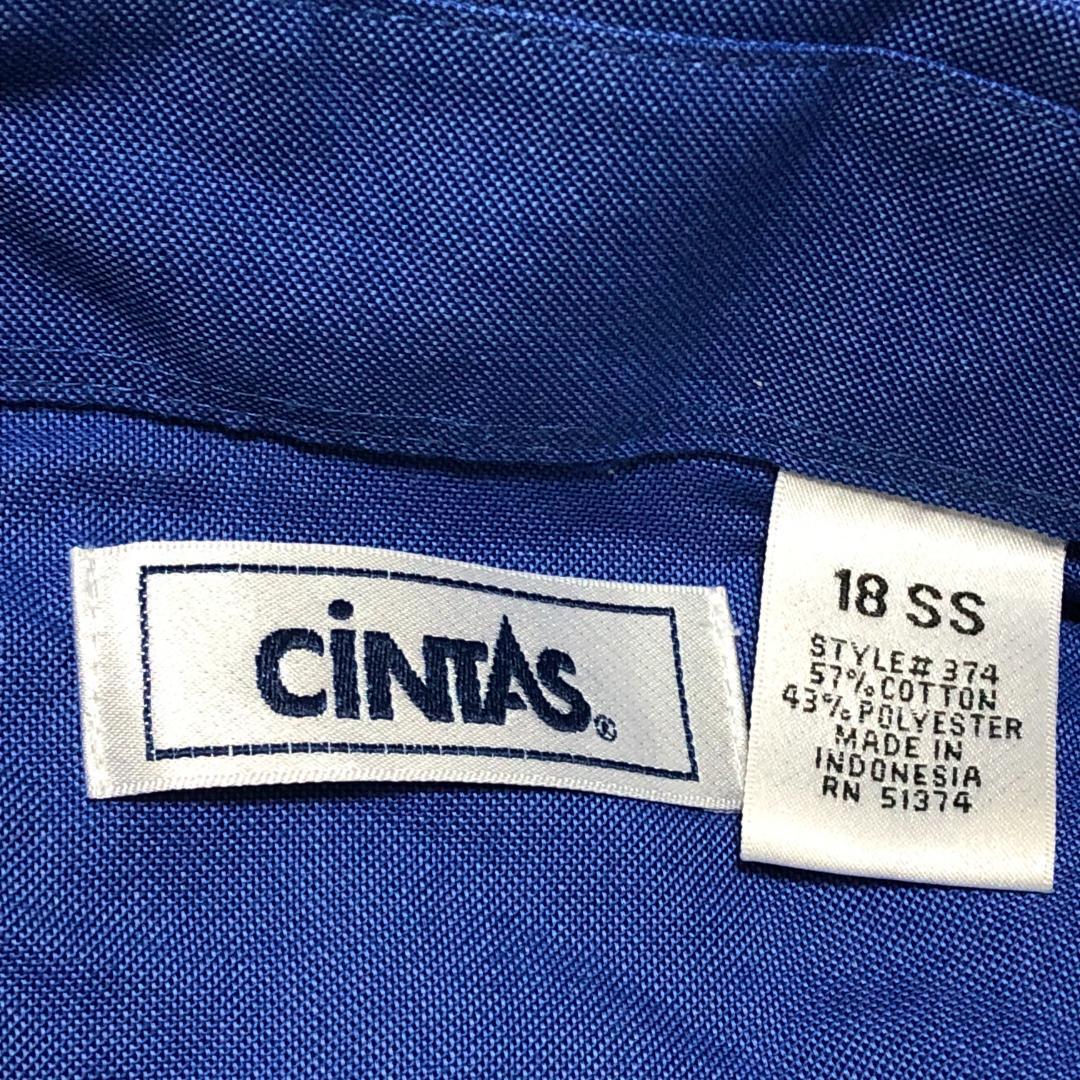 CiNTAS®
18 SS
STYLE# 374
57% COTTON
43% POLYESTER
MADE IN
INDONESIA
RN 51374